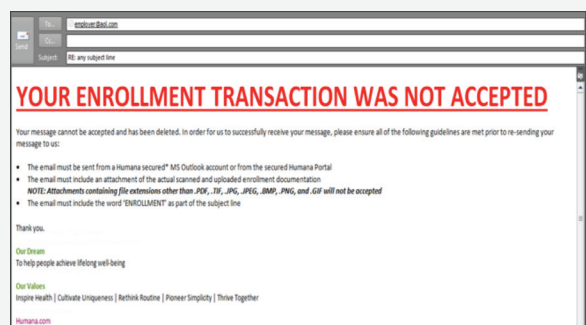 To...
employer@aol.com
Cc...
Send
Subject:
RE: any subject line
YOUR ENROLLMENT TRANSACTION WAS NOT ACCEPTED
Your message cannot be accepted and has been deleted. In order for us to successfully receive your message, please ensure all of the following guidelines are met prior to re-sending your
message to us:
• The email must be sent from a Humana secured* MS Outlook account or from the secured Humana Portal
• The email must include an attachment of the actual scanned and uploaded enrollment documentation
NOTE: Attachments containing file extensions other than .PDF, .TIF, .JPG, .JPEG, .BMP, .PNG, and .GIF will not be accepted
• The email must include the word 'ENROLLMENT' as part of the subject line
Thank you.
Our Dream
To help people achieve lifelong well-being
Our Values
Inspire Health | Cultivate Uniqueness | Rethink Routine | Pioneer Simplicity | Thrive Together
Humana.com